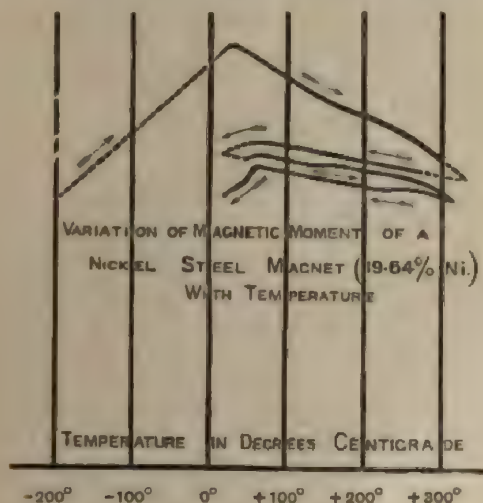 VARIATION OF MAGNETIC MOMENT OF A
NICKEL STEEL MAGNET (19·64% NI.)
WITH TEMPERATURE
TEMPERATURE IN DEGREES CENTIGRADE
-200° -100° 0° +100° +200° +300°